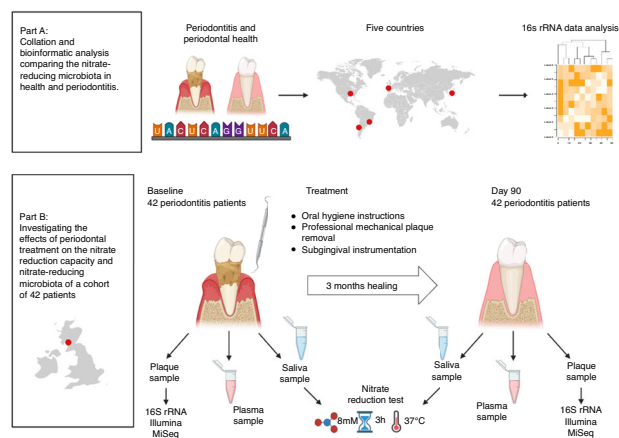 Part A:
Collation and
bioinformatic analysis
comparing the nitrate-
reducing microbiota in
health and periodontitis.
Periodontitis and
periodontal health
Five countries
16s rRNA data analysis
U A C U C A G G U U C A
Part B:
Investigating the
effects of periodontal
treatment on the nitrate
reduction capacity and
nitrate-reducing
microbiota of a cohort
of 42 patients
Baseline
42 periodontitis patients
Treatment
● Oral hygiene instructions
● Professional mechanical plaque
removal
● Subgingival instrumentation
3 months healing
Day 90
42 periodontitis patients
Plaque
sample
16S rRNA
Illumina
MiSeq
Plasma
sample
Saliva
sample
Nitrate
reduction test
8mM 3h 37°C
Saliva
sample
Plasma
sample
Plaque
sample
16S rRNA
Illumina
MiSeq